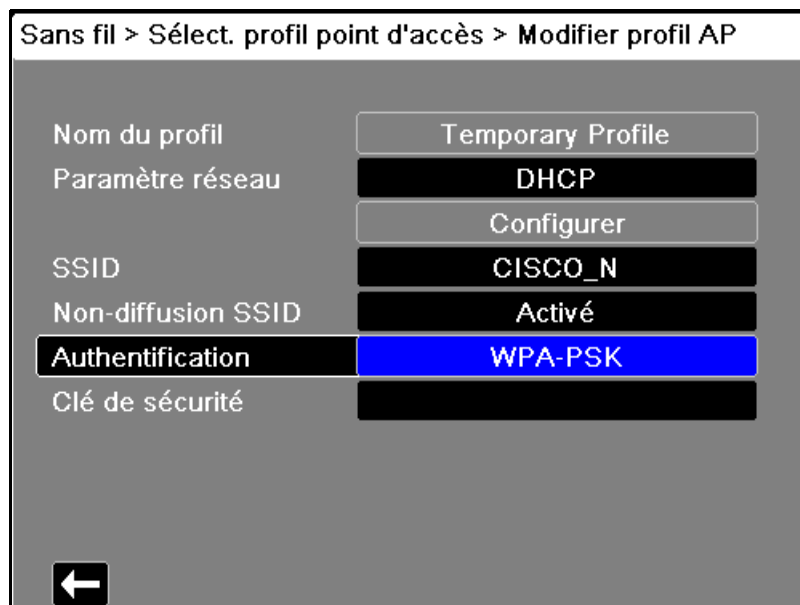 Sans fil > Sélect. profil point d'accès > Modifier profil AP
Nom du profil Temporary Profile
Paramètre réseau DHCP
Configurer
SSID CISCO_N
Non-diffusion SSID Activé
Authentification WPA-PSK
Clé de sécurité